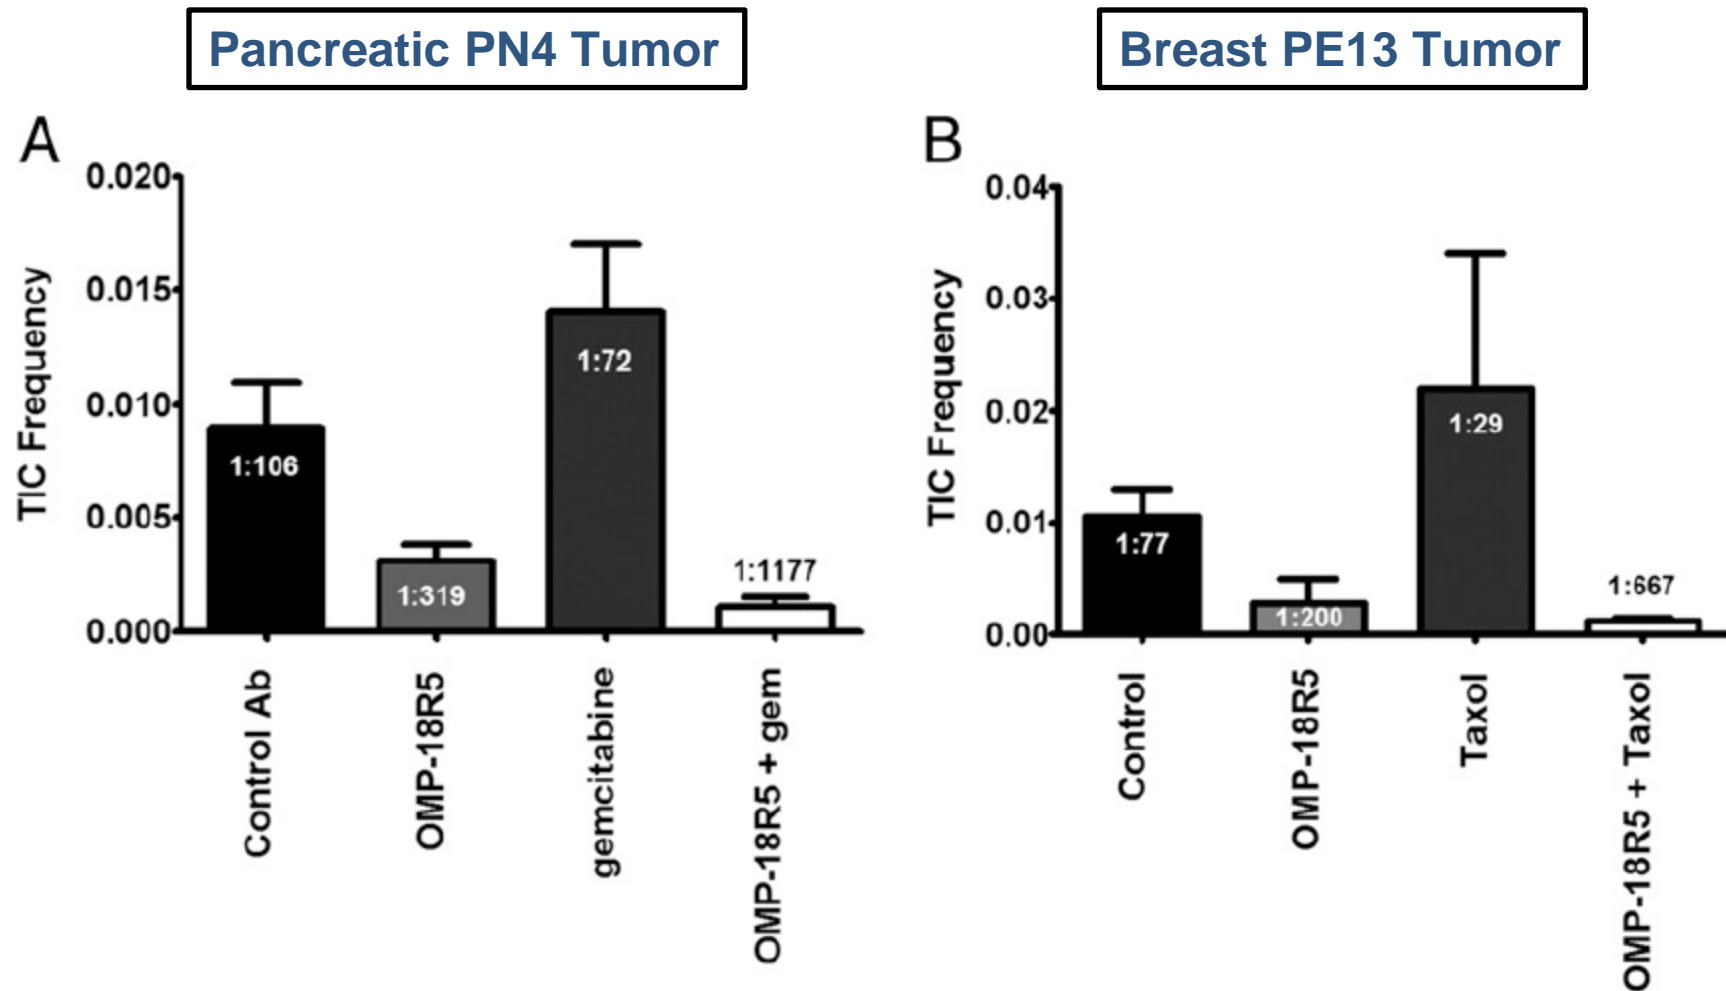 Pancreatic PN4 Tumor
A
TIC Frequency
0.020
0.015
0.010
0.005
0.000
1:106
1:319
1:72
1:1177
Control Ab
OMP-18R5
gemcitabine
OMP-18R5 + gem
Breast PE13 Tumor
B
TIC Frequency
0.04
0.03
0.02
0.01
0.00
1:77
1:200
1:29
1:667
Control
OMP-18R5
Taxol
OMP-18R5 + Taxol